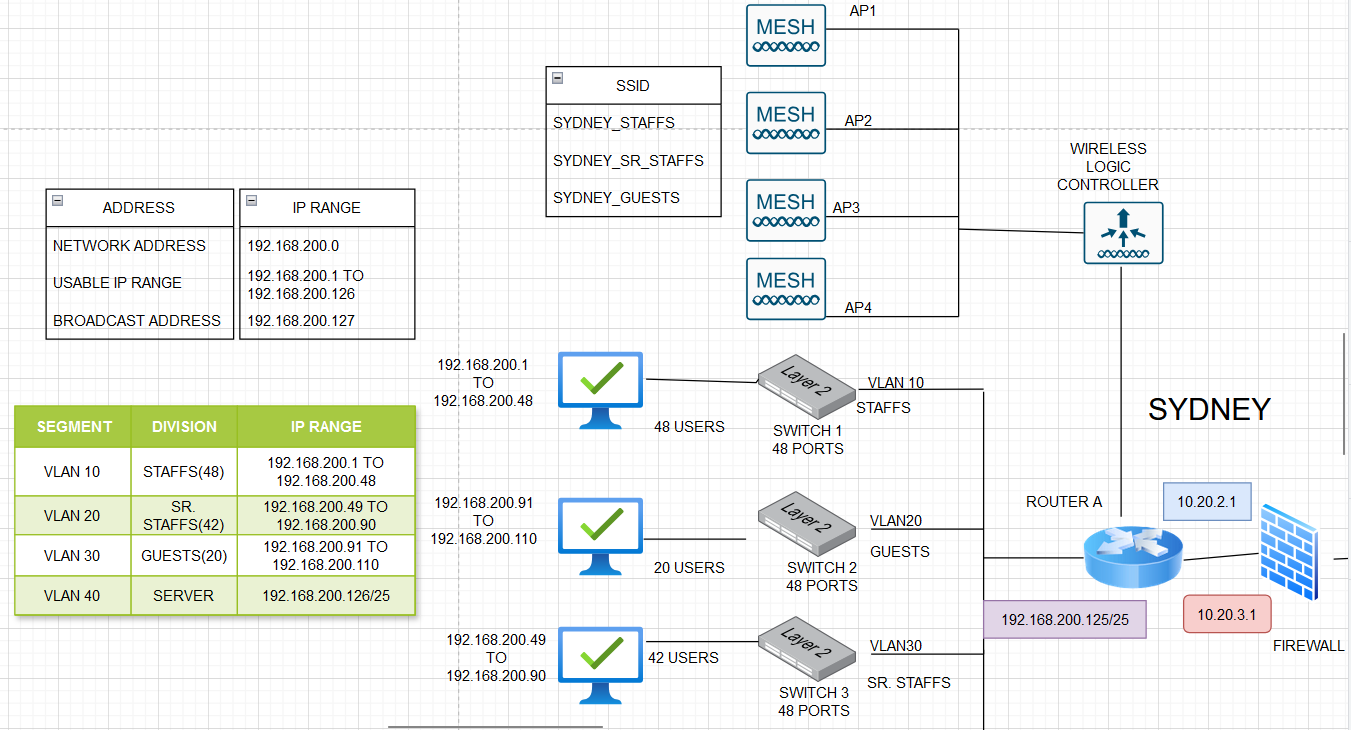 MESH
AP1
MESH
AP2
MESH
AP3
MESH
AP4
SSID
SYDNEY_STAFFS
SYDNEY_SR_STAFFS
SYDNEY_GUESTS
WIRELESS
LOGIC
CONTROLLER
ADDRESS
NETWORK ADDRESS
USABLE IP RANGE
BROADCAST ADDRESS
IP RANGE
192.168.200.0
192.168.200.1 TO
192.168.200.126
192.168.200.127
SEGMENT DIVISION IP RANGE
VLAN 10 STAFFS(48) 192.168.200.1 TO
192.168.200.48
VLAN 20 SR.
STAFFS(42) 192.168.200.49 TO
192.168.200.90
VLAN 30 GUESTS(20) 192.168.200.91 TO
192.168.200.110
VLAN 40 SERVER 192.168.200.126/25
192.168.200.1
TO
192.168.200.48
48 USERS
Layer 2
SWITCH 1
48 PORTS
VLAN 10
STAFFS
192.168.200.91
TO
192.168.200.110
20 USERS
Layer 2
SWITCH 2
48 PORTS
VLAN20
GUESTS
192.168.200.49
TO
192.168.200.90
42 USERS
Layer 2
SWITCH 3
48 PORTS
VLAN30
SR. STAFFS
SYDNEY
ROUTER A
10.20.2.1
192.168.200.125/25
10.20.3.1
FIREWALL